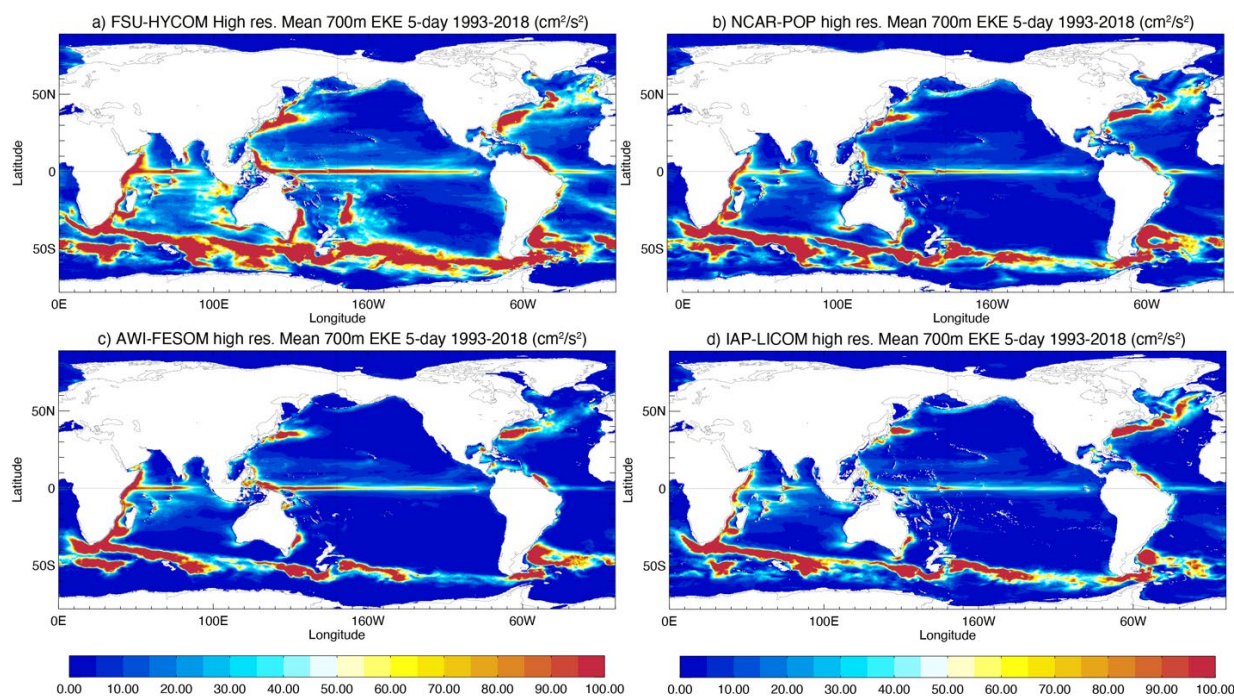 a) FSU-HYCOM High res. Mean 700m EKE 5-day 1993-2018 (cm²/s²)
50N
0
50S
Latitude
0E 100E 160W 60W
Longitude
b) NCAR-POP high res. Mean 700m EKE 5-day 1993-2018 (cm²/s²)
50N
0
50S
Latitude
0E 100E 160W 60W
Longitude
c) AWI-FESOM high res. Mean 700m EKE 5-day 1993-2018 (cm²/s²)
50N
0
50S
Latitude
0E 100E 160W 60W
Longitude
d) IAP-LICOM high res. Mean 700m EKE 5-day 1993-2018 (cm²/s²)
50N
0
50S
Latitude
0E 100E 160W 60W
Longitude
0.00 10.00 20.00 30.00 40.00 50.00 60.00 70.00 80.00 90.00 100.00
0.00 10.00 20.00 30.00 40.00 50.00 60.00 70.00 80.00 90.00 100.00